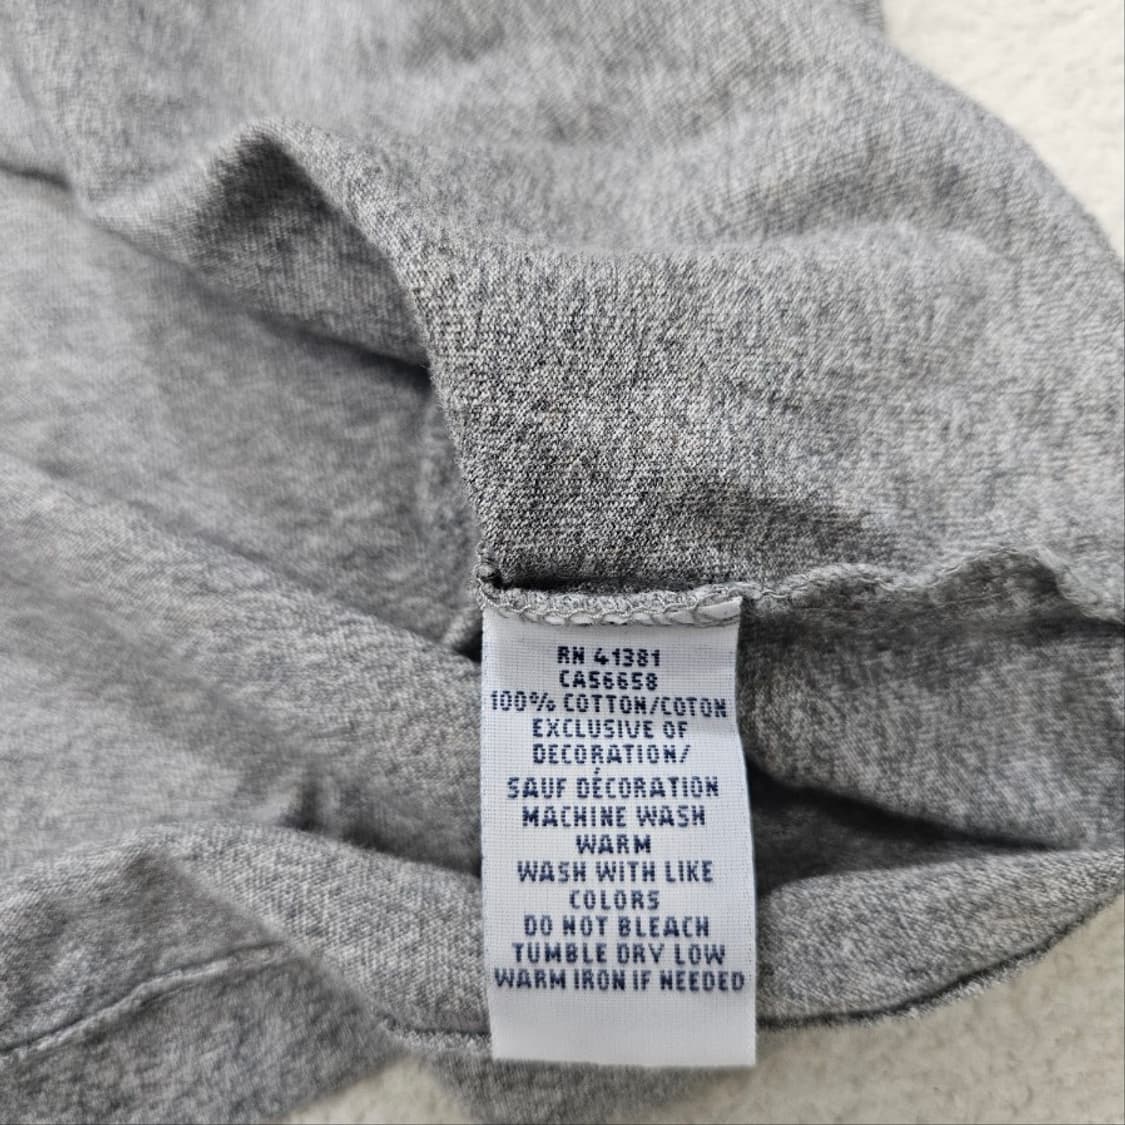 RN 41381
CA56658
100% COTTON/COTON
EXCLUSIVE OF
DECORATION/
SAUF DÉCORATION
MACHINE WASH
WARM
WASH WITH LIKE
COLORS
DO NOT BLEACH
TUMBLE DRY LOW
WARM IRON IF NEEDED